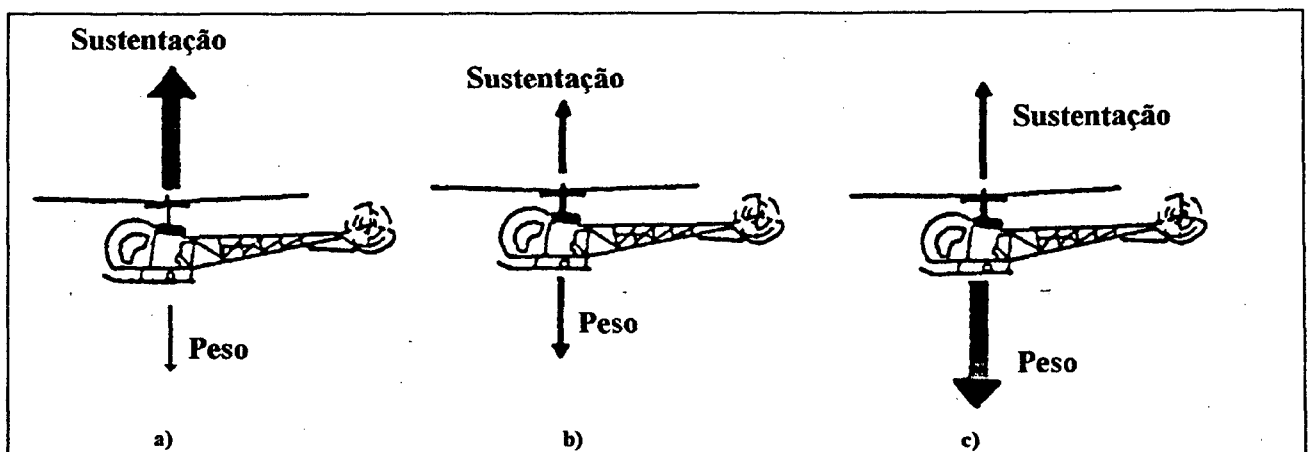 Sustentação
Peso
a)
Sustentação
Peso
b)
Sustentação
Peso
c)